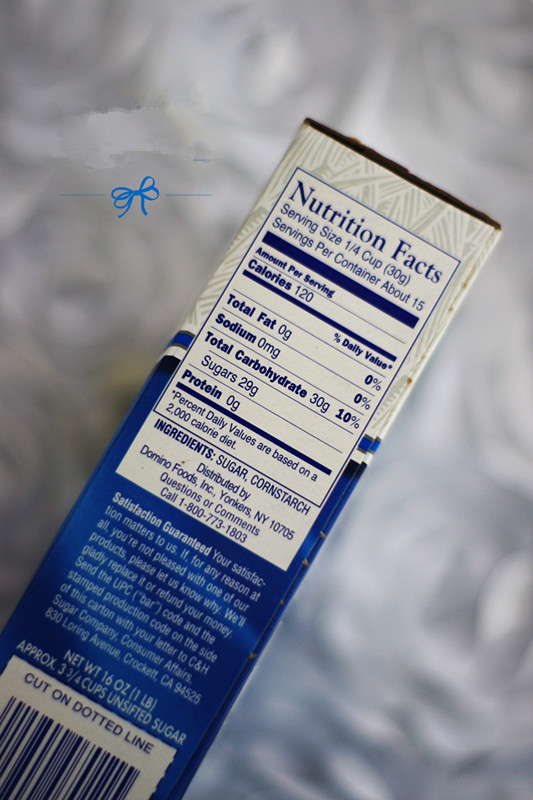 Nutrition Facts
Serving Size 1/4 Cup (30g)
Servings Per Container About 15
Amount Per Serving
Calories 120
% Daily Value*
Total Fat 0g 0%
Sodium 0mg 0%
Total Carbohydrate 30g 10%
Sugars 29g
Protein 0g
*Percent Daily Values are based on a
2,000 calorie diet.
INGREDIENTS: SUGAR, CORNSTARCH
Distributed by
Domino Foods, Inc., Yonkers, NY 10705
Questions or Comments
Call 1-800-773-1803
Satisfaction Guaranteed Your satisfac-
tion matters to us. If, for any reason at
all, you're not pleased with one of our
products, please let us know why. We'll
gladly replace it or refund your money.
Send the UPC ("bar") code and the
stamped production code on the side
of this carton with your letter to C&H
Sugar Company, Consumer Affairs,
830 Loring Avenue, Crockett, CA 94525
NET WT 16 OZ (1 LB)
APPROX. 3 3/4 CUPS UNSIFTED SUGAR
CUT ON DOTTED LINE